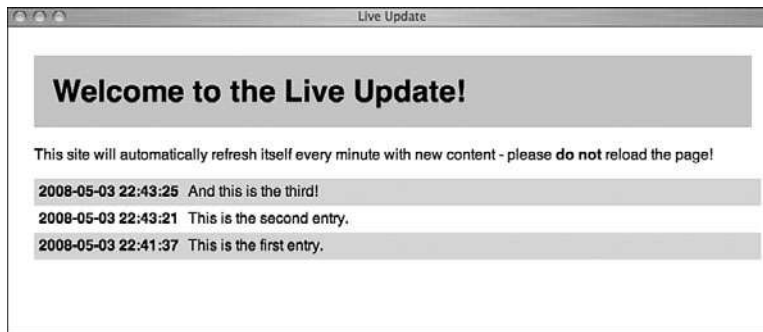 Live Update
Welcome to the Live Update!
This site will automatically refresh itself every minute with new content - please do not reload the page!
2008-05-03 22:43:25 And this is the third!
2008-05-03 22:43:21 This is the second entry.
2008-05-03 22:41:37 This is the first entry.